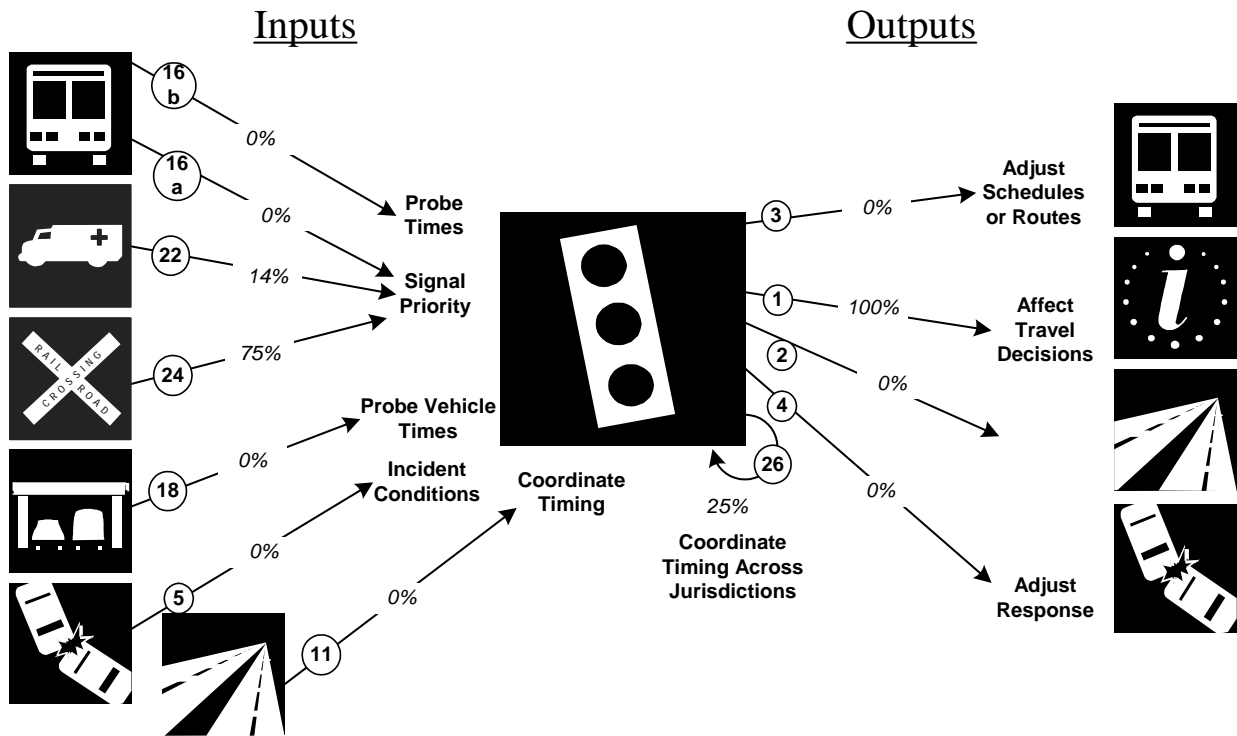 Inputs
Outputs
16
b
0%
16
a
0%
Probe
Times
22
14%
Signal
Priority
RAIL ROAD
CROSSING
24
75%
Probe Vehicle
Times
18
0%
Incident
Conditions
5
0%
Coordinate
Timing
11
0%
3
0%
Adjust
Schedules
or Routes
1
100%
Affect
Travel
Decisions
i
2
0%
4
0%
Adjust
Response
26
25%
Coordinate
Timing Across
Jurisdictions